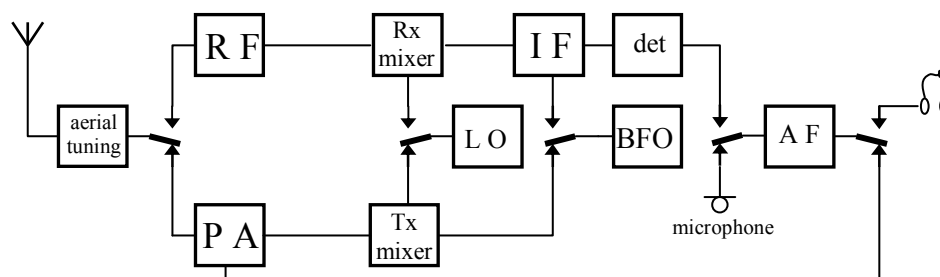 R F
Rx
mixer
I F
det
aerial
tuning
L O
BFO
A F
microphone
P A
Tx
mixer